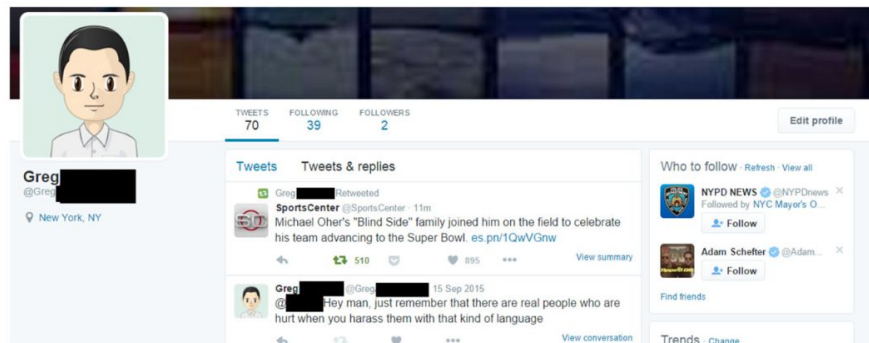 TWEETS FOLLOWING FOLLOWERS
70 39 2
Edit profile
Greg
@Greg
New York, NY
Tweets Tweets & replies
Greg Retweeted
SportsCenter @SportsCenter · 11m
Michael Oher's "Blind Side" family joined him on the field to celebrate
his team advancing to the Super Bowl. es.pn/1QwVGnw
510 895 View summary
Greg @Greg 15 Sep 2015
@ Hey man, just remember that there are real people who are
hurt when you harass them with that kind of language
View conversation
Who to follow · Refresh · View all
NYPD NEWS @NYPDnews
Followed by NYC Mayor's O...
Follow
Adam Schefter @Adam...
Follow
Find friends
Trends · Change